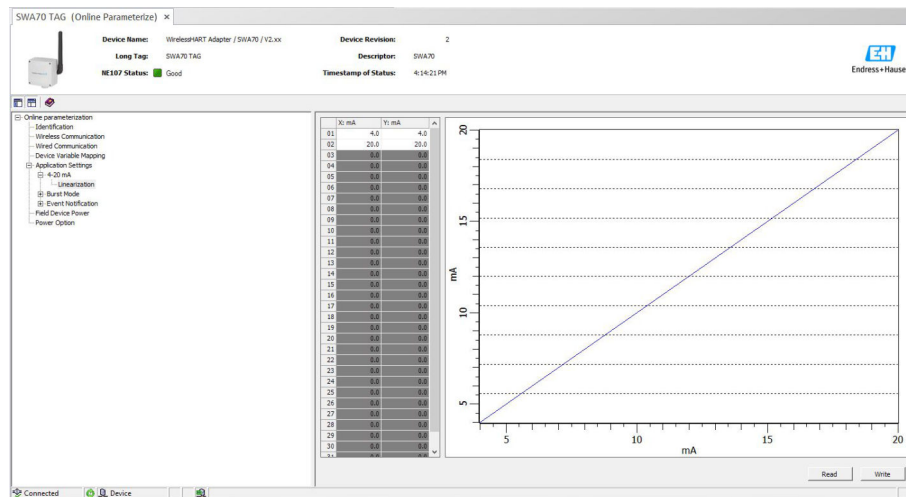 SWA70 TAG (Online Parameterize) ×
Device Name: WirelessHART Adapter / SWA70 / V2.xx Device Revision: 2
Long Tag: SWA70 TAG Descriptor: SWA70
NE107 Status: Good Timestamp of Status: 4:14:21 PM
EH
Endress+Hause
Online parameterization
Identification
Wireless Communication
Wired Communication
Device Variable Mapping
Application Settings
4-20 mA
Linearization
Burst Mode
Event Notification
Field Device Power
Power Option
X: mA Y: mA
01 4.0 4.0
02 20.0 20.0
03 0.0 0.0
04 0.0 0.0
05 0.0 0.0
06 0.0 0.0
07 0.0 0.0
08 0.0 0.0
09 0.0 0.0
10 0.0 0.0
11 0.0 0.0
12 0.0 0.0
13 0.0 0.0
14 0.0 0.0
15 0.0 0.0
16 0.0 0.0
17 0.0 0.0
18 0.0 0.0
19 0.0 0.0
20 0.0 0.0
21 0.0 0.0
22 0.0 0.0
23 0.0 0.0
24 0.0 0.0
25 0.0 0.0
26 0.0 0.0
27 0.0 0.0
28 0.0 0.0
29 0.0 0.0
30 0.0 0.0
20
15
mA
10
5
5 10 15 20
mA
Read Write
Connected Device